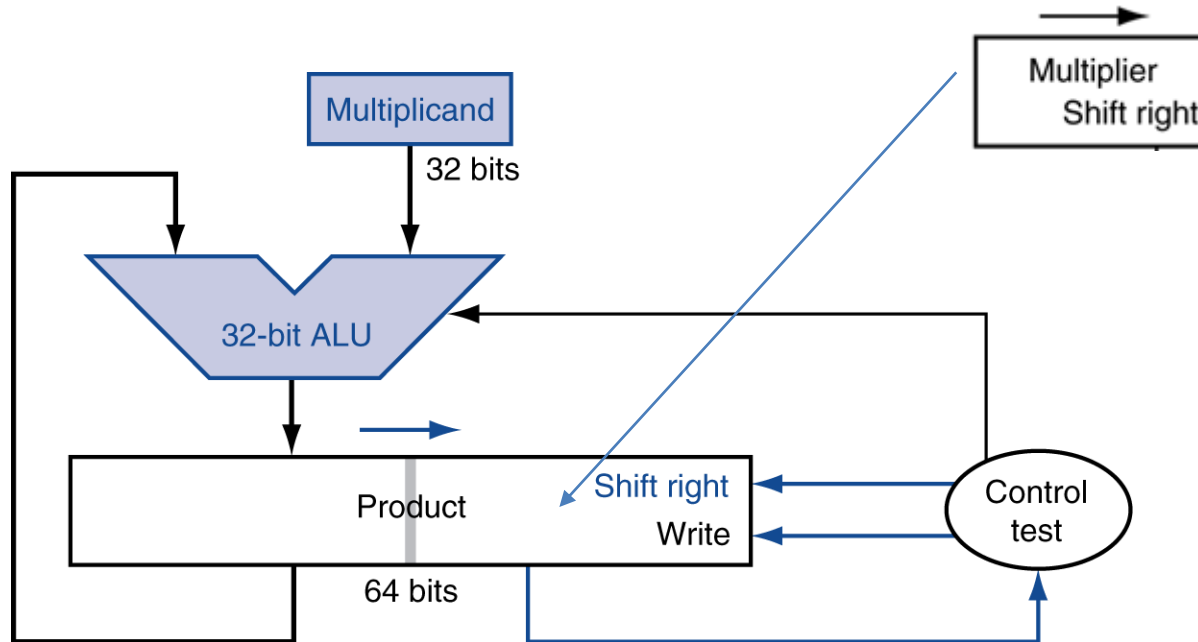 Multiplier
Shift right
Multiplicand
32 bits
32-bit ALU
Product
Shift right
Write
64 bits
Control
test